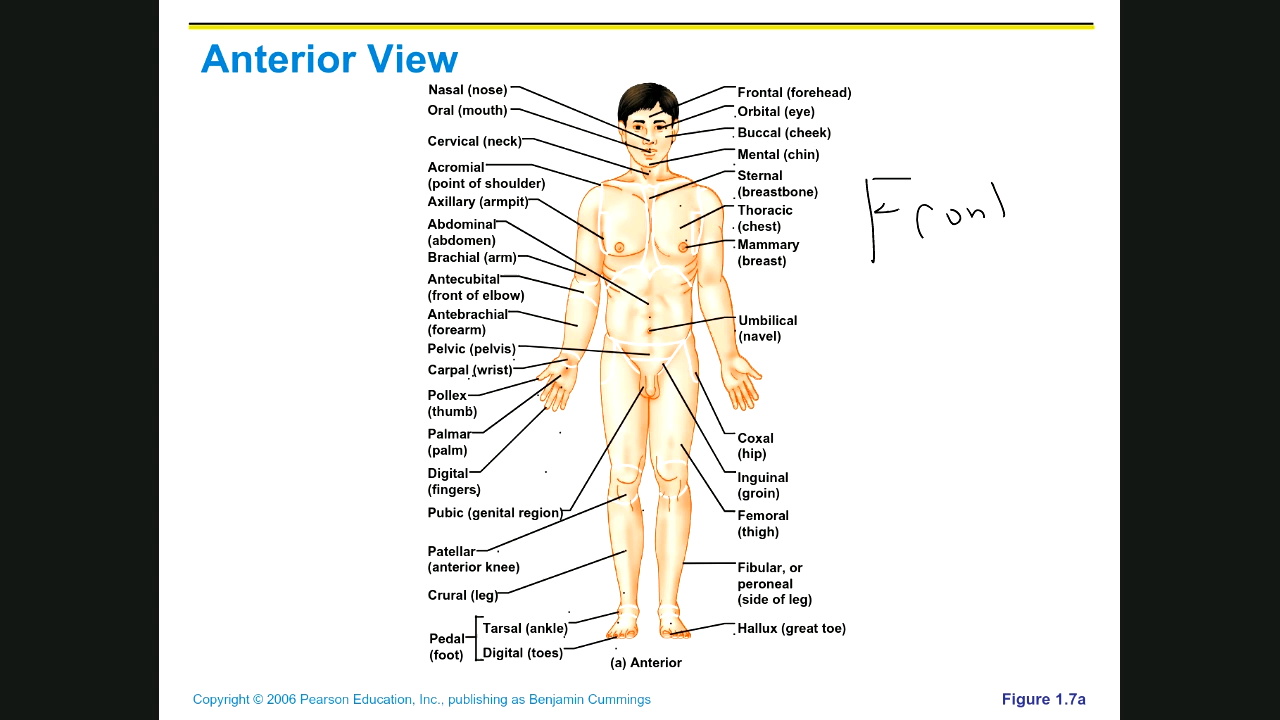 Anterior View
Nasal (nose)
Oral (mouth)
Cervical (neck)
Acromial
(point of shoulder)
Axillary (armpit)
Abdominal
(abdomen)
Brachial (arm)
Antecubital
(front of elbow)
Antebrachial
(forearm)
Pelvic (pelvis)
Carpal (wrist)
Pollex
(thumb)
Palmar
(palm)
Digital
(fingers)
Pubic (genital region)
Patellar
(anterior knee)
Crural (leg)
Pedal
(foot)
Tarsal (ankle)
Digital (toes)
Frontal (forehead)
Orbital (eye)
Buccal (cheek)
Mental (chin)
Sternal
(breastbone)
Thoracic
(chest)
Mammary
(breast)
Umbilical
(navel)
Coxal
(hip)
Inguinal
(groin)
Femoral
(thigh)
Fibular, or
peroneal
(side of leg)
Hallux (great toe)
Front
(a) Anterior
Copyright © 2006 Pearson Education, Inc., publishing as Benjamin Cummings
Figure 1.7a